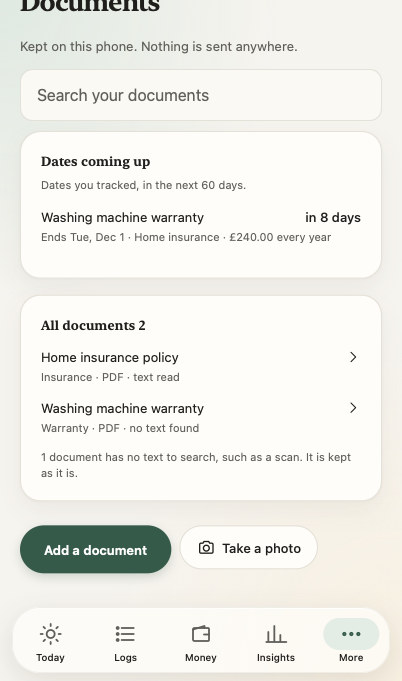 Documents
Kept on this phone. Nothing is sent anywhere.
Search your documents
Dates coming up
Dates you tracked, in the next 60 days.
Washing machine warranty in 8 days
Ends Tue, Dec 1 · Home insurance · £240.00 every year
All documents 2
Home insurance policy
Insurance · PDF · text read
Washing machine warranty
Warranty · PDF · no text found
1 document has no text to search, such as a scan. It is kept
as it is.
Add a document Take a photo
Today Logs Money Insights More